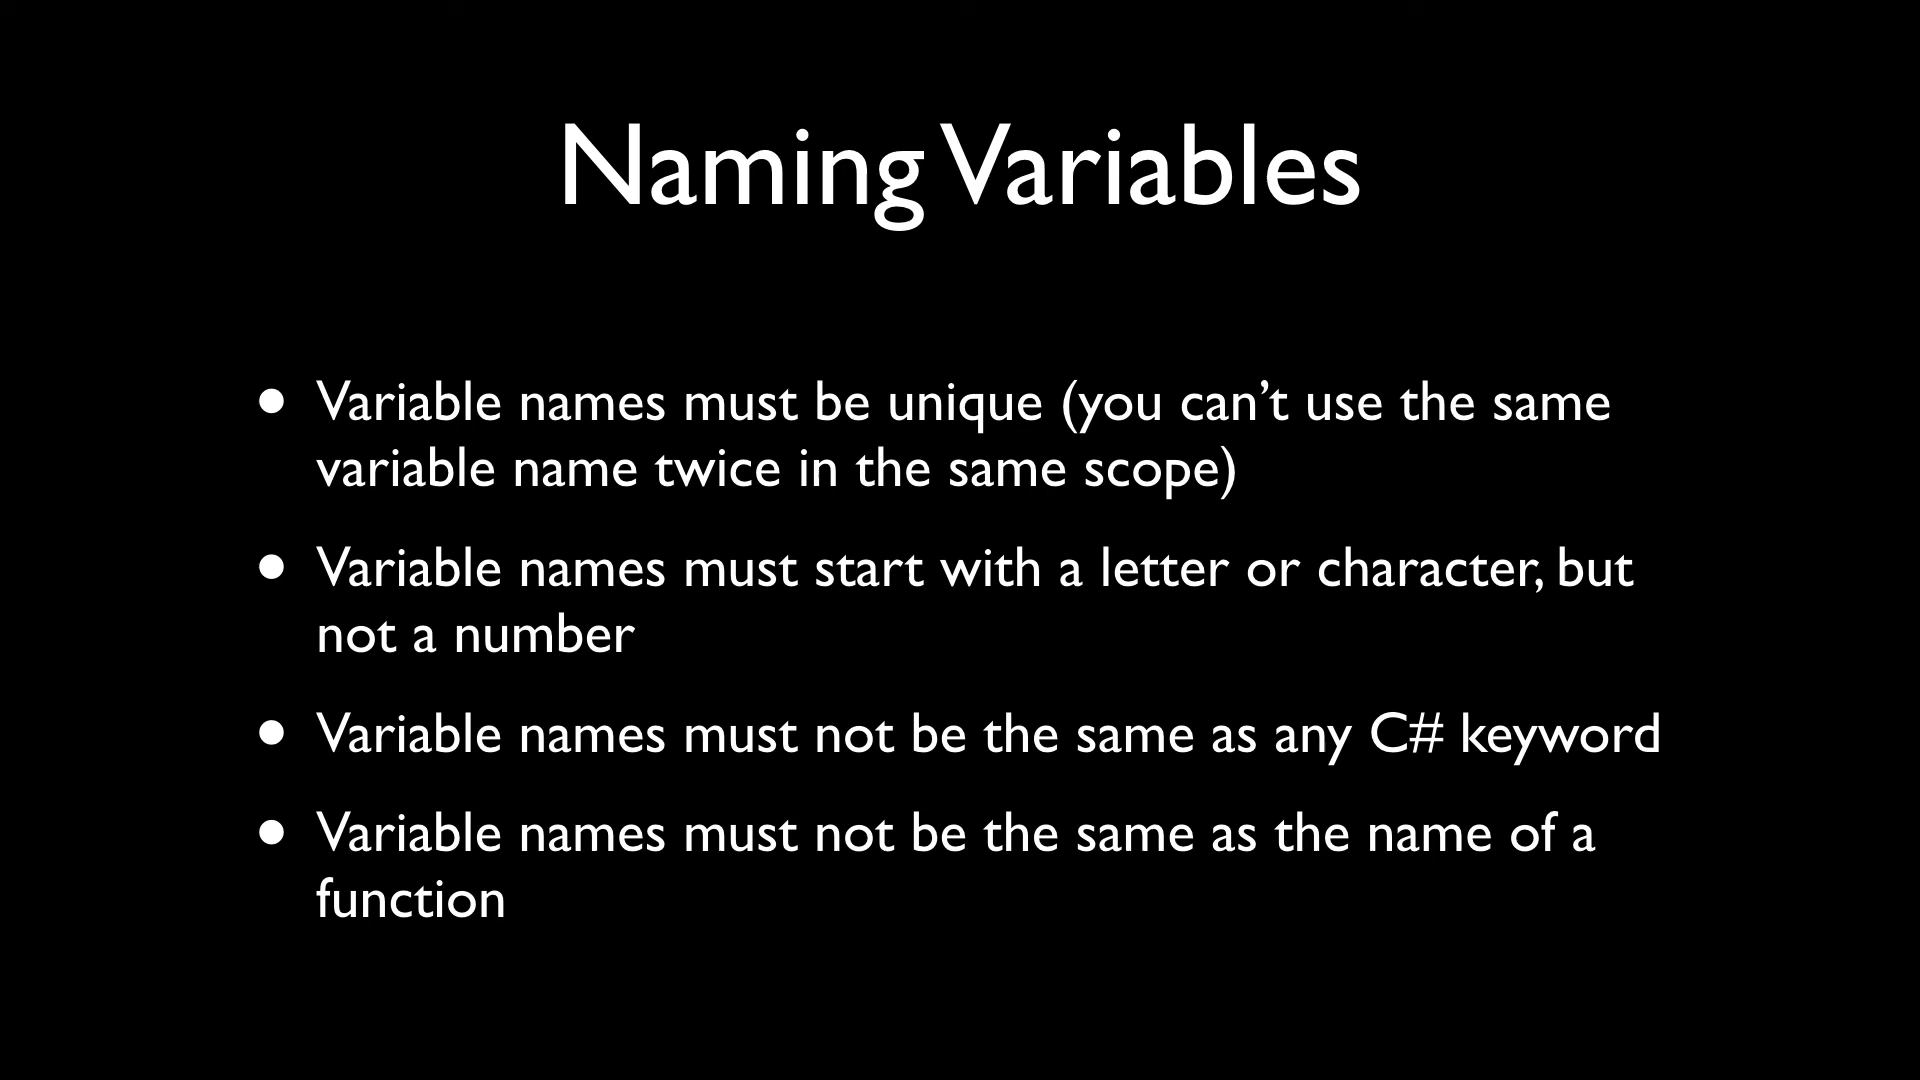 Naming Variables
• Variable names must be unique (you can’t use the same
variable name twice in the same scope)
• Variable names must start with a letter or character, but
not a number
• Variable names must not be the same as any C# keyword
• Variable names must not be the same as the name of a
function